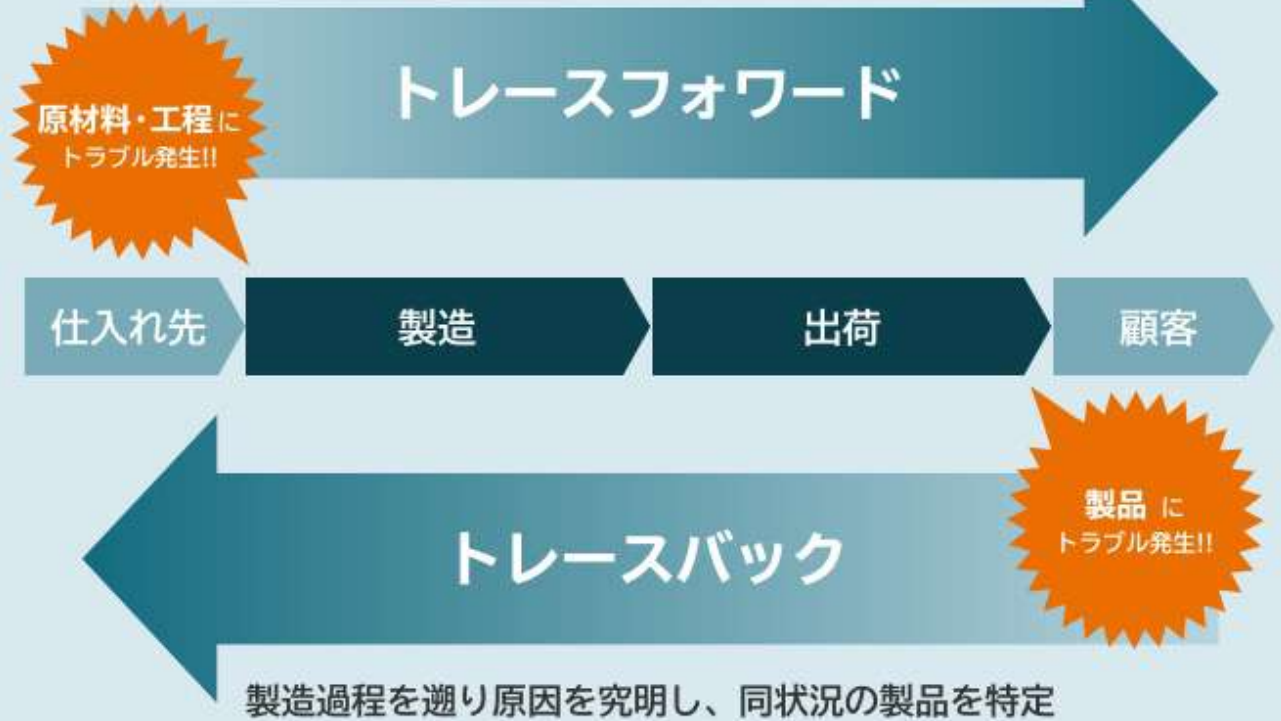 トレースフォワード
原材料・工程に
トラブル発生!!
仕入れ先
製造
出荷
顧客
製品 に
トラブル発生!!
トレースバック
製造過程を遡り原因を究明し、同状況の製品を特定